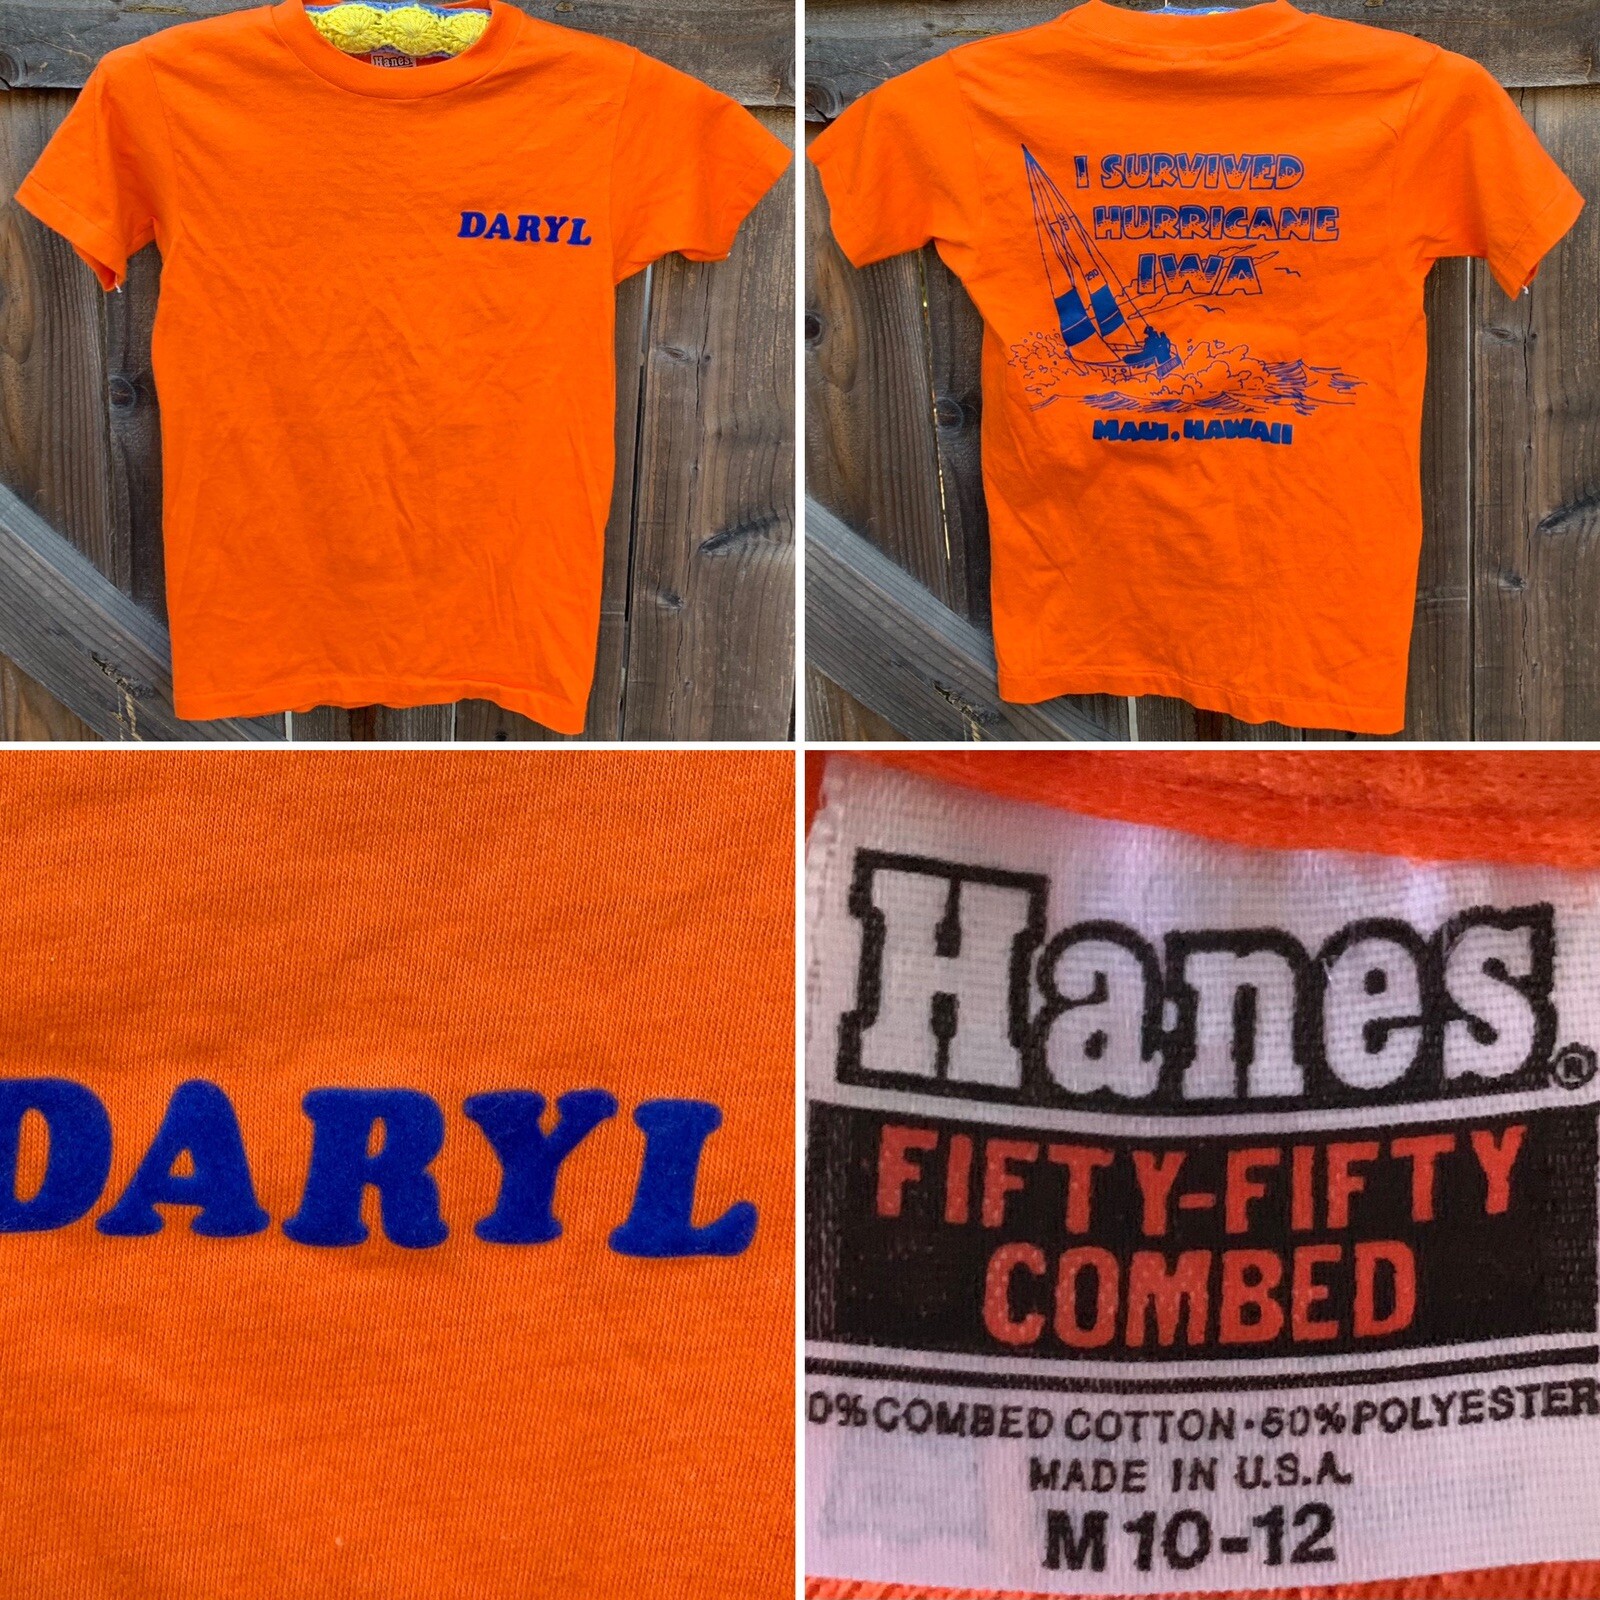 Hanes
DARYL
I SURVIVED
HURRICANE
IWA
MAUI, HAWAII
DARYL
Hanes®
FIFTY-FIFTY
COMBED
0% COMBED COTTON · 50% POLYESTER
MADE IN U.S.A.
M 10-12